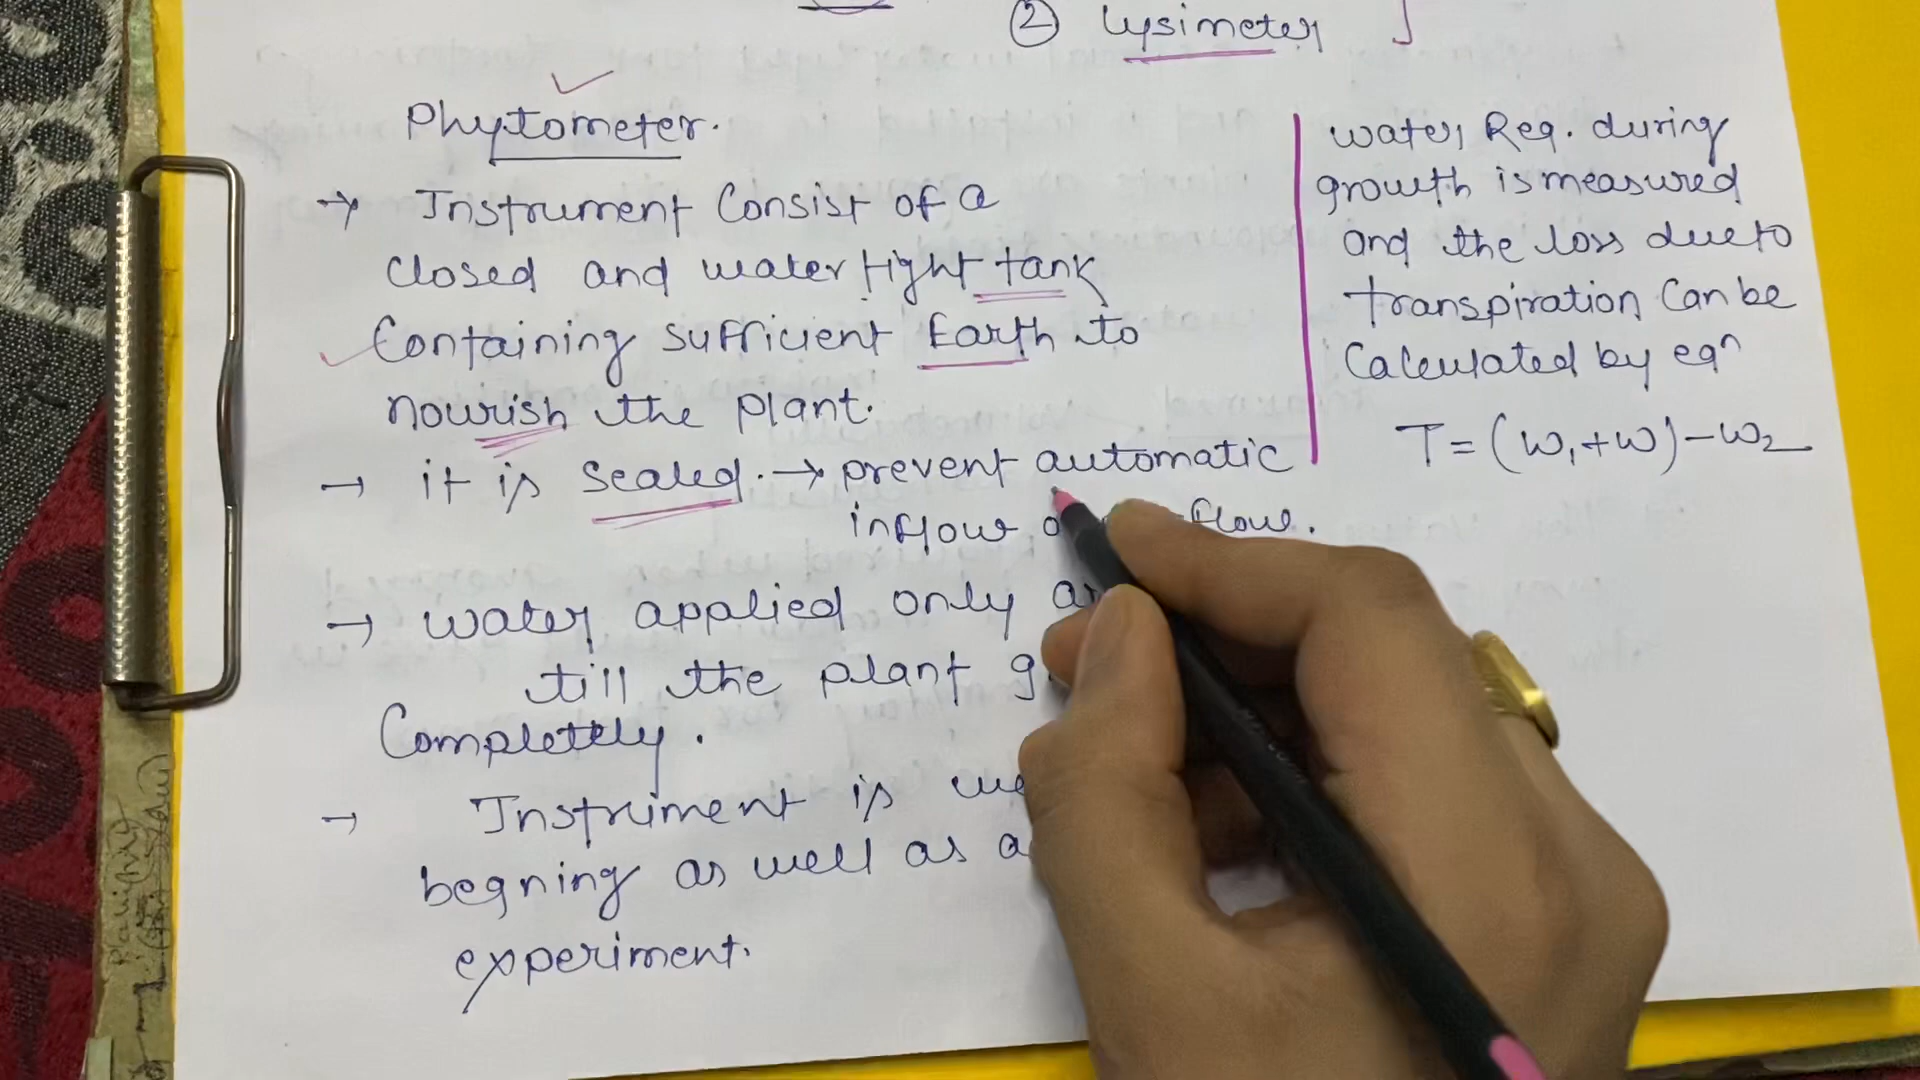 ② Lysimeter ]
Phytometer.
→ Instrument Consist of a
closed and water tight tank
Containing sufficient Earth to
nourish the plant.
→ it is Sealed. → prevent automatic
inflow flow.
→ water applied only
till the plant
Completely.
→ Instriment is
begning as well as
experiment.
water Req. during
growth is measured
and the loss due to
transpiration Can be
Calculated by eqn
T = (w₁+w)-w₂